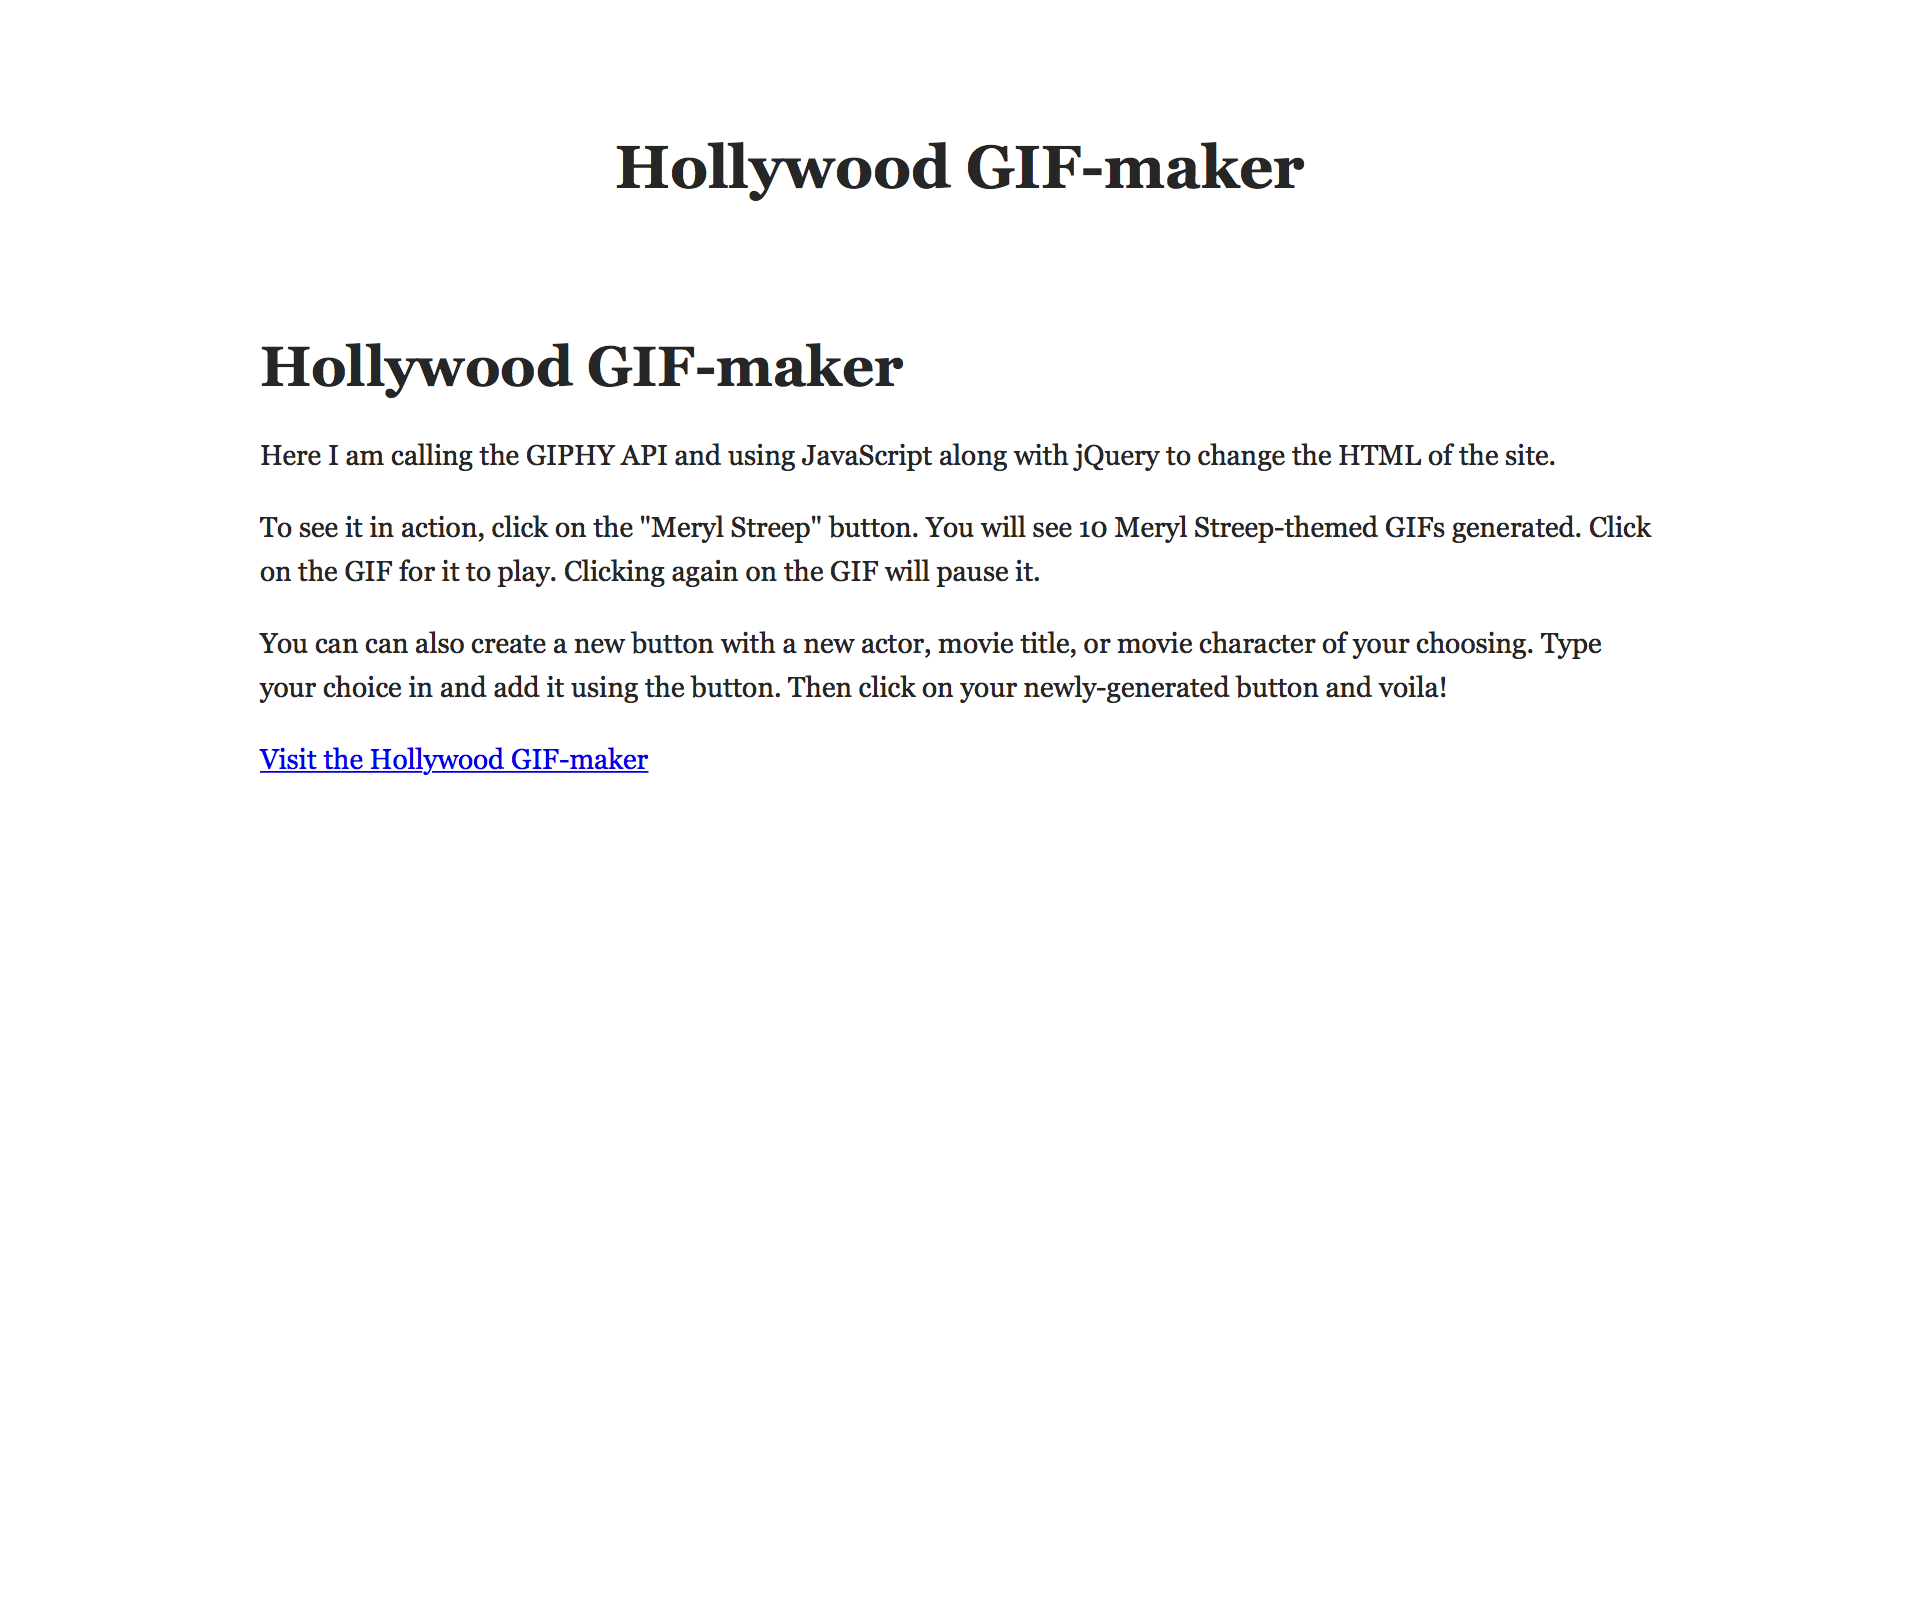 Hollywood GIF-maker
Hollywood GIF-maker
Here I am calling the GIPHY API and using JavaScript along with jQuery to change the HTML of the site.
To see it in action, click on the "Meryl Streep" button. You will see 10 Meryl Streep-themed GIFs generated. Click
on the GIF for it to play. Clicking again on the GIF will pause it.
You can can also create a new button with a new actor, movie title, or movie character of your choosing. Type
your choice in and add it using the button. Then click on your newly-generated button and voila!
Visit the Hollywood GIF-maker